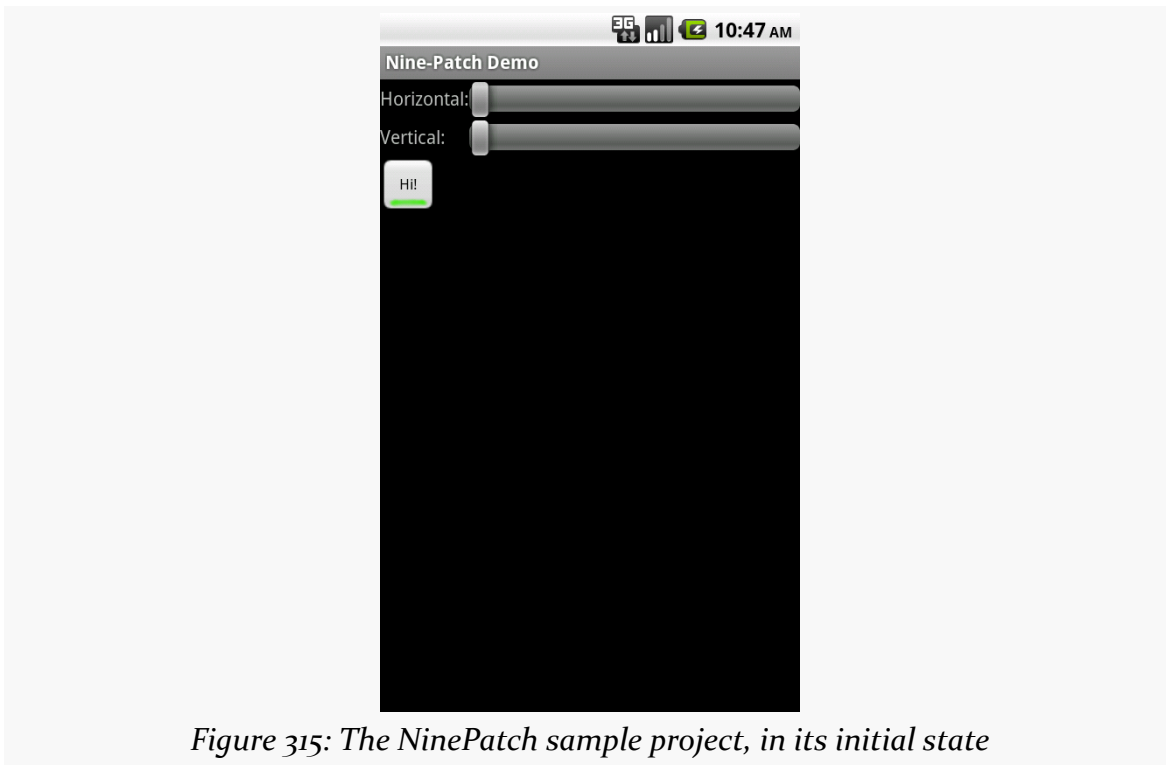 3G 10:47 AM
Nine-Patch Demo
Horizontal:
Vertical:
Hi!
Figure 315: The NinePatch sample project, in its initial state